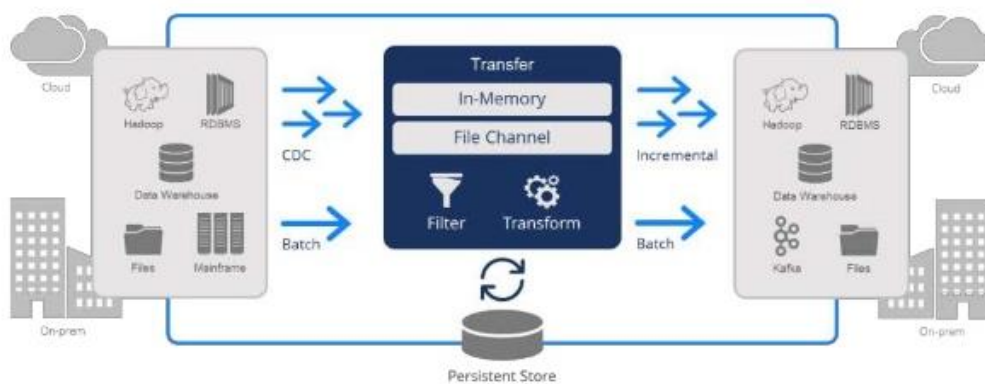 Cloud
Hadoop
RDBMS
Data Warehouse
Files
Mainframe
On-prem
CDC
Batch
Transfer
In-Memory
File Channel
Filter
Transform
Persistent Store
Incremental
Batch
Hadoop
RDBMS
Data Warehouse
Kafka
Files
Cloud
On-prem